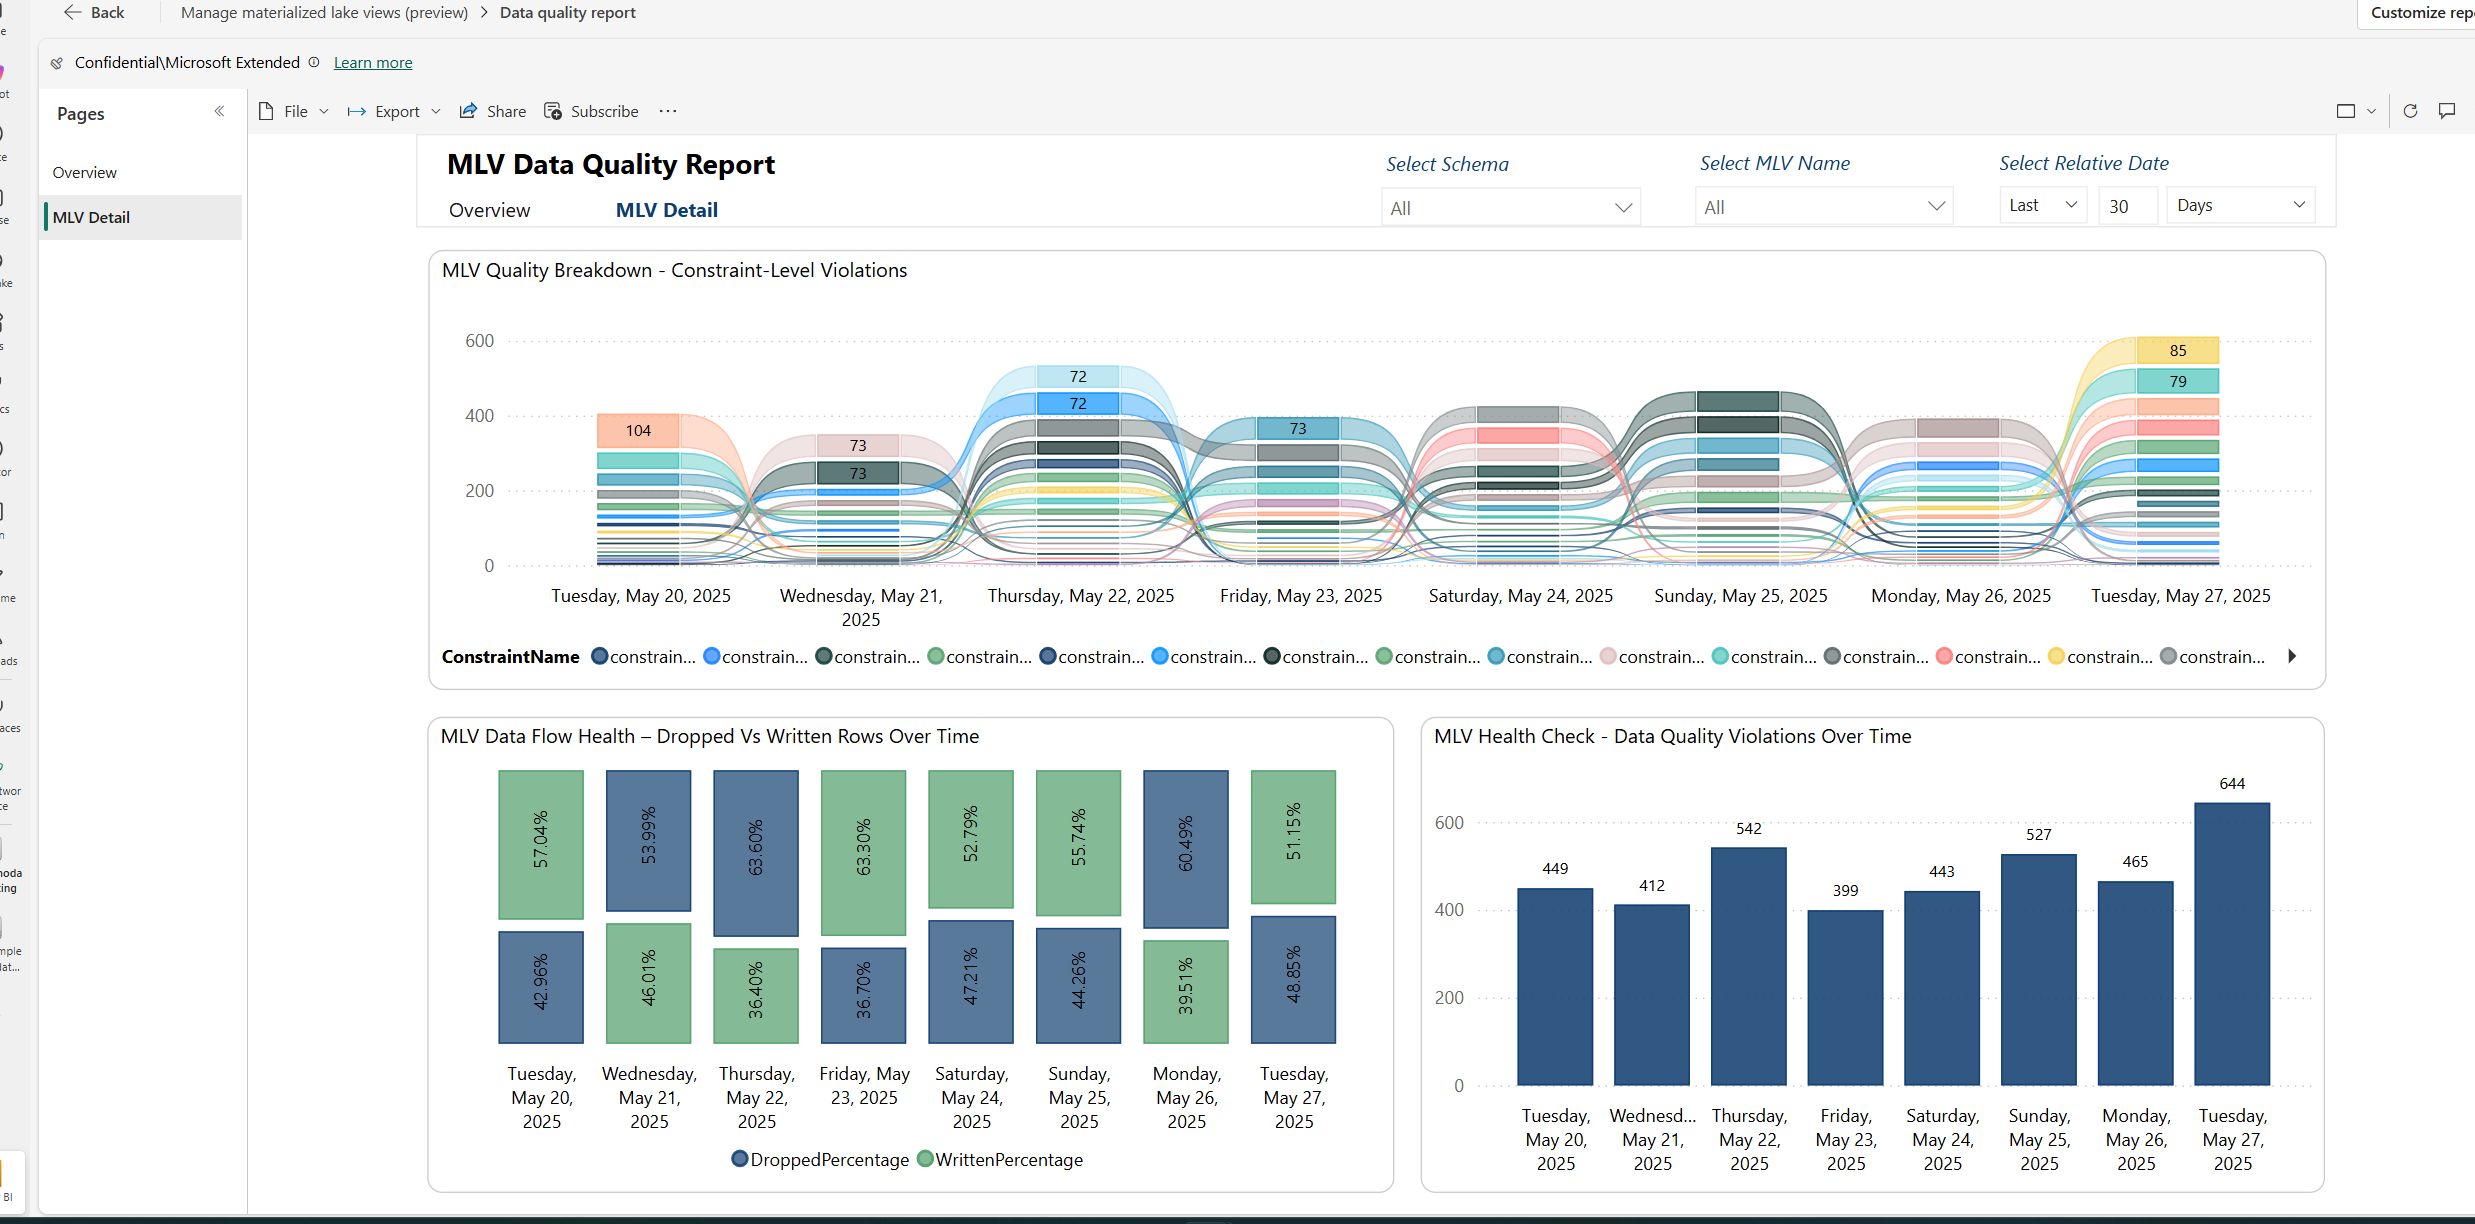 Back
Manage materialized lake views (preview) > Data quality report
Customize rep
Confidential\Microsoft Extended
Learn more
Pages
Overview
MLV Detail
File
Export
Share
Subscribe
MLV Data Quality Report
Overview
MLV Detail
Select Schema
All
Select MLV Name
All
Select Relative Date
Last
30
Days
MLV Quality Breakdown - Constraint-Level Violations
600
400
200
0
104
73
73
72
72
73
85
79
Tuesday, May 20, 2025
Wednesday, May 21,
2025
Thursday, May 22, 2025
Friday, May 23, 2025
Saturday, May 24, 2025
Sunday, May 25, 2025
Monday, May 26, 2025
Tuesday, May 27, 2025
ConstraintName constrain... constrain... constrain... constrain... constrain... constrain... constrain... constrain... constrain... constrain... constrain... constrain... constrain... constrain... constrain...
MLV Data Flow Health – Dropped Vs Written Rows Over Time
57.04%
42.96%
53.99%
46.01%
63.60%
36.40%
63.30%
36.70%
52.79%
47.21%
55.74%
44.26%
60.49%
39.51%
51.15%
48.85%
Tuesday,
May 20,
2025
Wednesday,
May 21,
2025
Thursday,
May 22,
2025
Friday, May
23, 2025
Saturday,
May 24,
2025
Sunday,
May 25,
2025
Monday,
May 26,
2025
Tuesday,
May 27,
2025
DroppedPercentage WrittenPercentage
MLV Health Check - Data Quality Violations Over Time
600
400
200
0
449
412
542
399
443
527
465
644
Tuesday,
May 20,
2025
Wednesd...
May 21,
2025
Thursday,
May 22,
2025
Friday,
May 23,
2025
Saturday,
May 24,
2025
Sunday,
May 25,
2025
Monday,
May 26,
2025
Tuesday,
May 27,
2025
BI